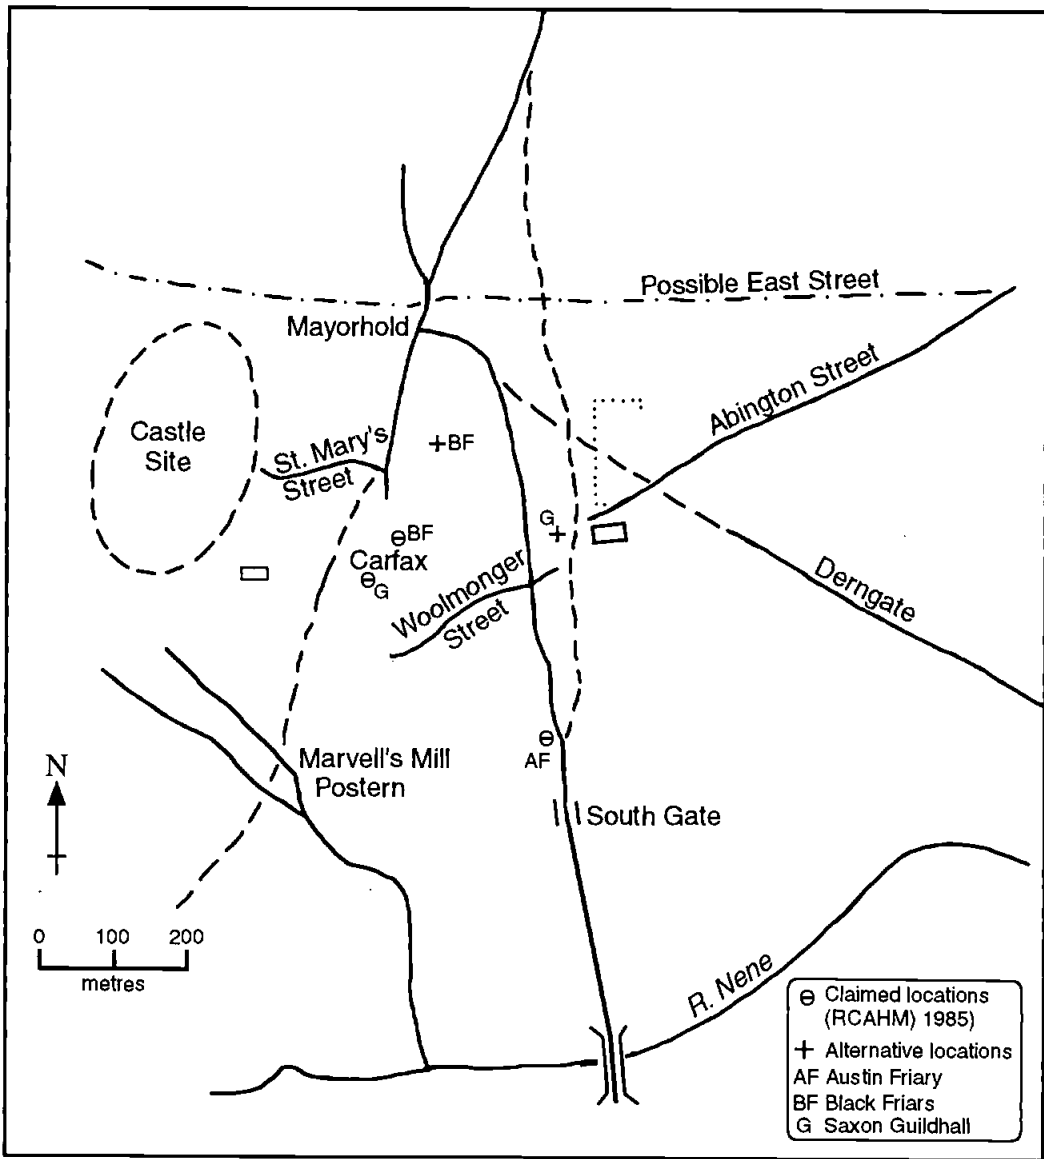 Possible East Street
Mayorhold
Abington Street
Castle
Site
St. Mary's
Street
BF
G
BF
Carfax
G
Woolmonger
Street
Derngate
Marvell's Mill
Postern
AF
N
South Gate
0 100 200
metres
R. Nene
Claimed locations
(RCAHM) 1985)
Alternative locations
AF Austin Friary
BF Black Friars
G Saxon Guildhall